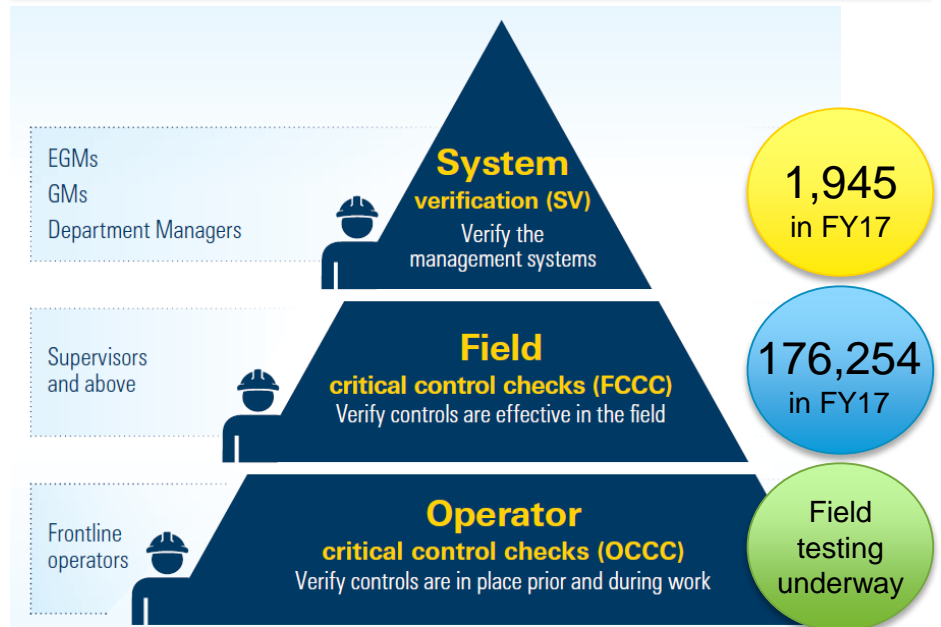 EGMs
GMs
Department Managers
System
verification (SV)
Verify the
management systems
1,945
in FY17
Supervisors
and above
Field
critical control checks (FCCC)
Verify controls are effective in the field
176,254
in FY17
Frontline
operators
Operator
critical control checks (OCCC)
Verify controls are in place prior and during work
Field
testing
underway